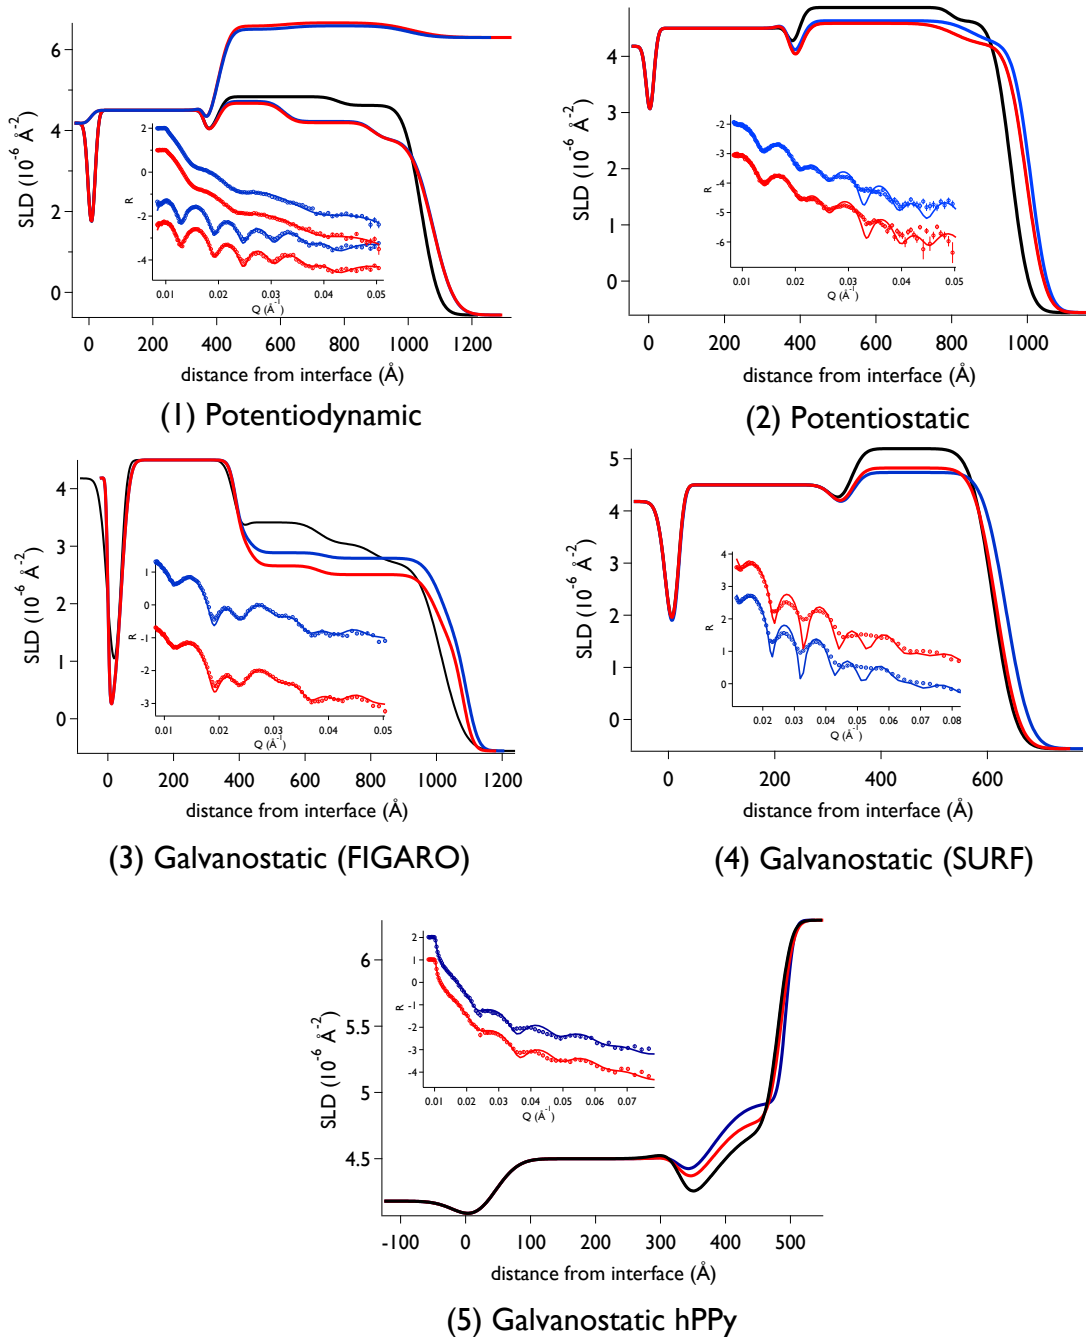 SLD (10⁻⁶ Å⁻²)
6
4
2
0
R
2
0
-2
-4
0.01 0.02 0.03 0.04 0.05
Q (Å⁻¹)
0 200 400 600 800 1000 1200
distance from interface (Å)
(1) Potentiodynamic
SLD (10⁻⁶ Å⁻²)
4
3
2
1
0
R
-2
-3
-4
-5
-6
0.01 0.02 0.03 0.04 0.05
Q (Å⁻¹)
0 200 400 600 800 1000
distance from interface (Å)
(2) Potentiostatic
SLD (10⁻⁶ Å⁻²)
4
3
2
1
0
R
1
0
-1
-2
-3
0.01 0.02 0.03 0.04 0.05
Q (Å⁻¹)
0 200 400 600 800 1000 1200
distance from interface (Å)
(3) Galvanostatic (FIGARO)
SLD (10⁻⁶ Å⁻²)
5
4
3
2
1
0
R
4
3
2
1
0
0.02 0.03 0.04 0.05 0.06 0.07 0.08
Q (Å⁻¹)
0 200 400 600
distance from interface (Å)
(4) Galvanostatic (SURF)
SLD (10⁻⁶ Å⁻²)
6
5.5
5
4.5
R
2
1
0
-1
-2
-3
-4
0.01 0.02 0.03 0.04 0.05 0.06 0.07
Q (Å⁻¹)
-100 0 100 200 300 400 500
distance from interface (Å)
(5) Galvanostatic hPPy